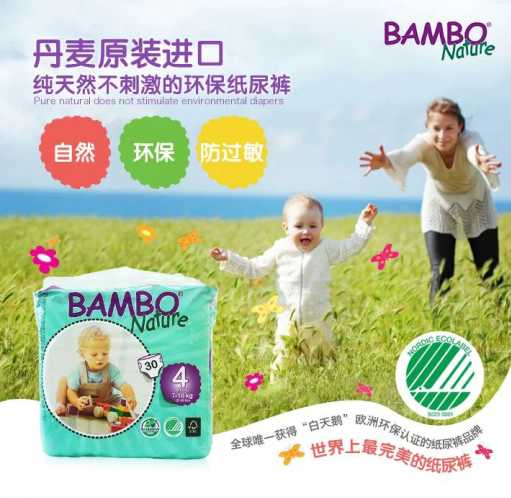 BAMBO®
Nature
丹麦原装进口
纯天然不刺激的环保纸尿裤
Pure natural does not stimulate environmental diapers
自然
环保
防过敏
BAMBO®
Nature
30
4
7-18 kg
NORDIC ECOLABEL
全球唯一获得“白天鹅”欧洲环保认证的纸尿裤品牌
世界上最完美的纸尿裤